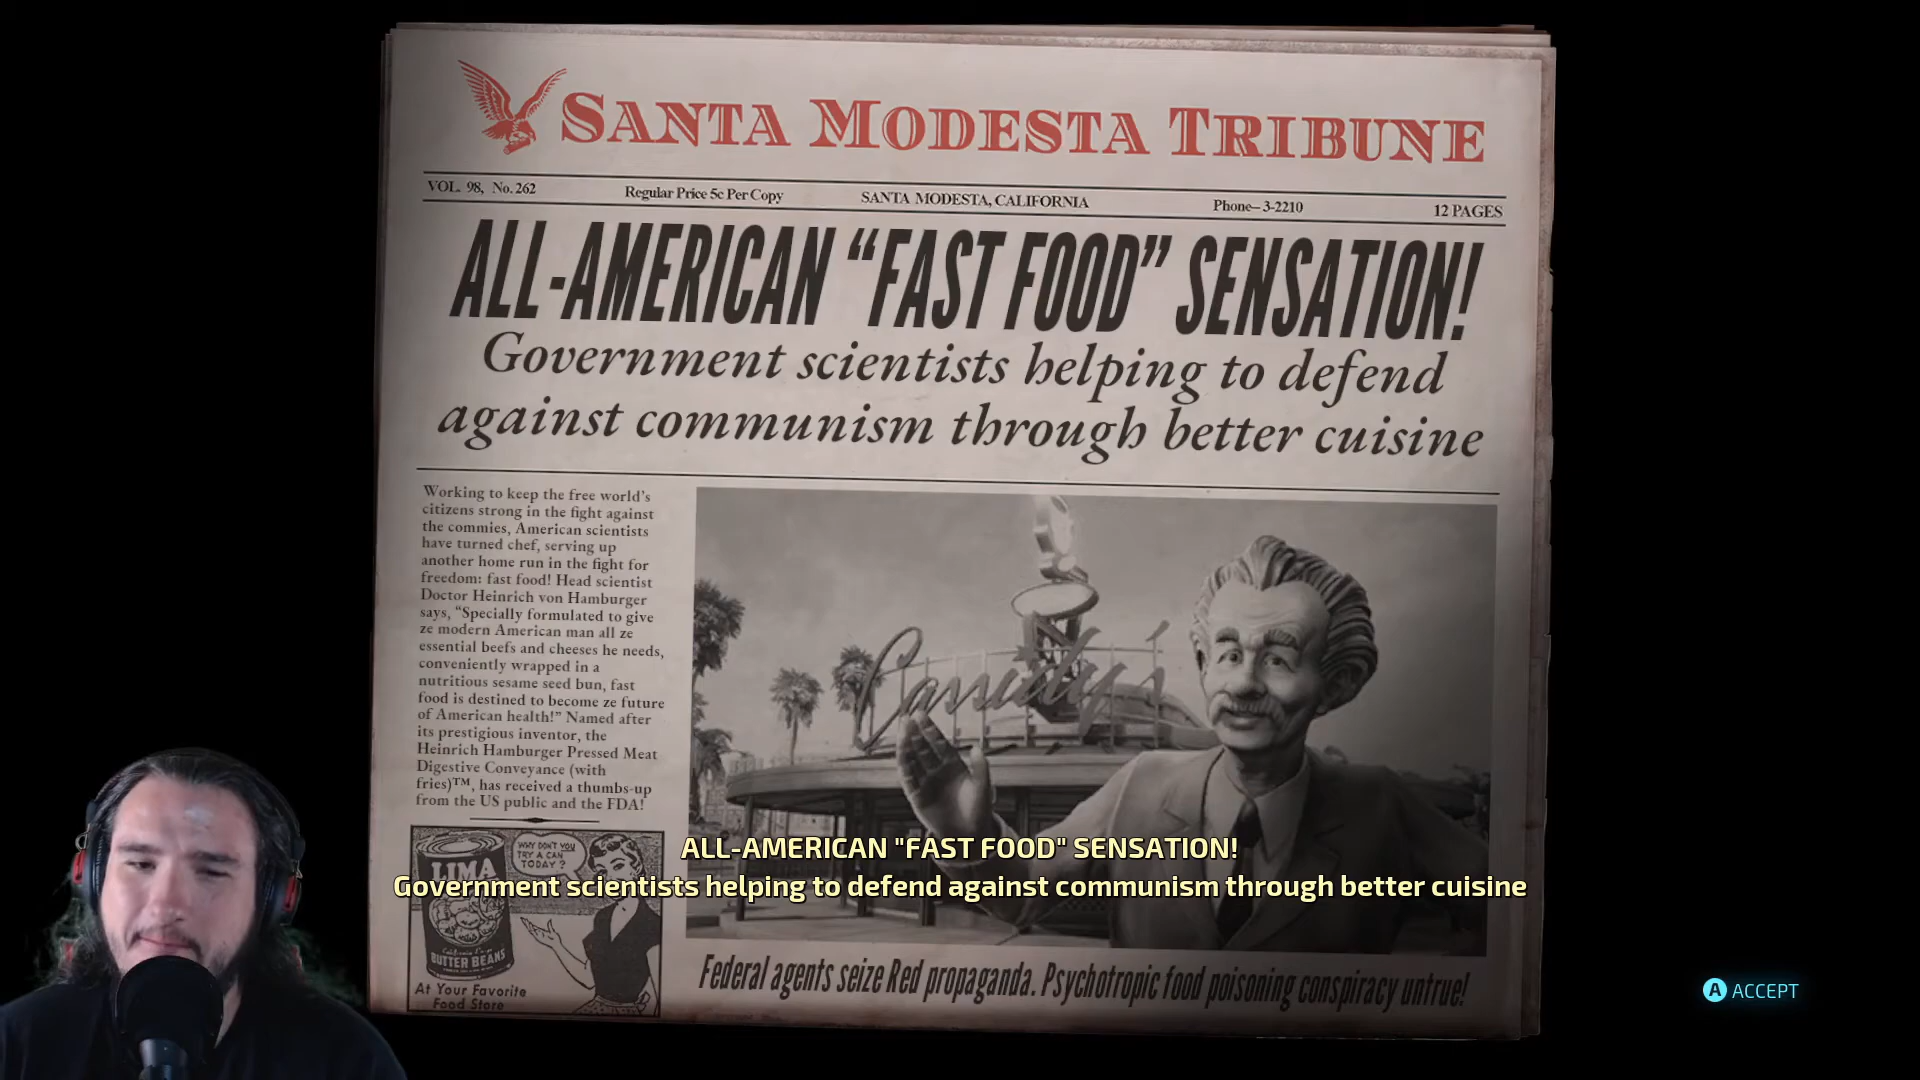 SANTA MODESTA TRIBUNE
VOL. 98, No. 262 Regular Price 5c Per Copy SANTA MODESTA, CALIFORNIA Phone–3-2210 12 PAGES
ALL-AMERICAN “FAST FOOD” SENSATION!
Government scientists helping to defend
against communism through better cuisine
Working to keep the free world’s
citizens strong in the fight against
the commies, American scientists
have turned chef, serving up
another home run in the fight for
freedom: fast food! Head scientist
Doctor Heinrich von Hamburger
says, “Specially formulated to give
ze modern American man all ze
essential beefs and cheeses he needs,
conveniently wrapped in a
nutritious sesame seed bun, fast
food is destined to become ze future
of American health!” Named after
its prestigious inventor, the
Heinrich Hamburger Pressed Meat
Digestive Conveyance (with
fries)™, has received a thumbs-up
from the US public and the FDA!
Cassidy's
WHY DON'T YOU
TRY A CAN
TODAY?
LIMA
BUTTER BEANS
At Your Favorite
Food Store
ALL-AMERICAN "FAST FOOD" SENSATION!
Government scientists helping to defend against communism through better cuisine
Federal agents seize Red propaganda. Psychotropic food poisoning conspiracy untrue!
A ACCEPT